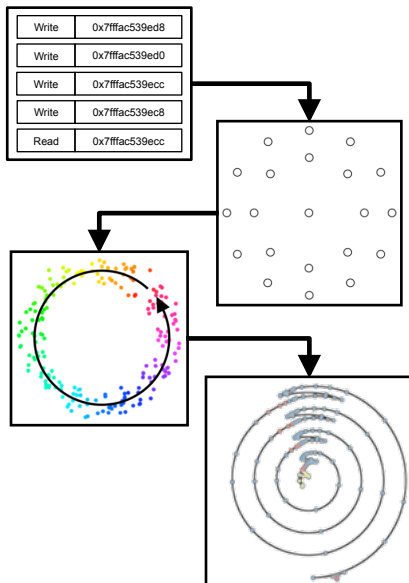 Write 0x7fffac539ed8
Write 0x7fffac539ed0
Write 0x7fffac539ecc
Write 0x7fffac539ec8
Read 0x7fffac539ecc